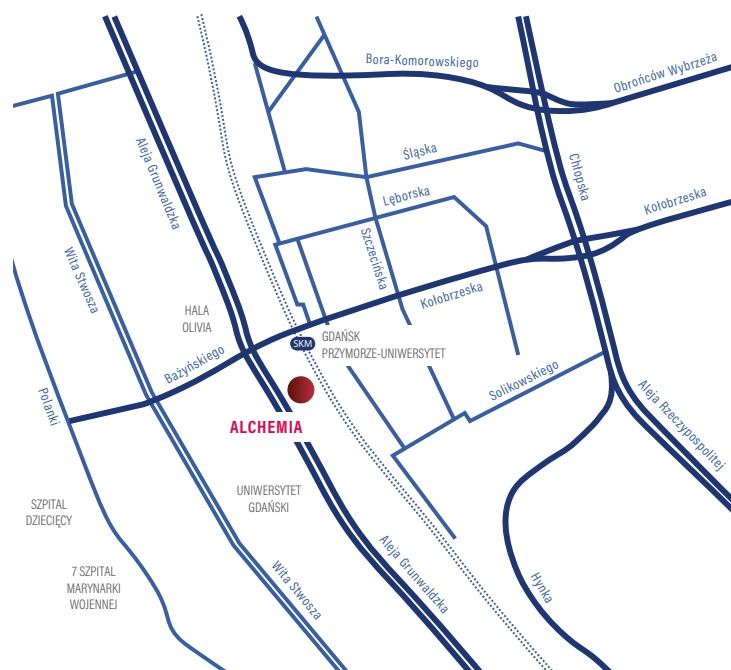 Bora-Komorowskiego
Obrońców Wybrzeża
Aleja Grunwaldzka
Śląska
Chłopska
Lęborska
Kołobrzeska
Szczecińska
Wita Stwosza
Kołobrzeska
HALA
OLIVIA
SKM
GDAŃSK
PRZYMORZE-UNIWERSYTET
Bażyńskiego
Solikowskiego
Polanki
ALCHEMIA
Aleja Rzeczypospolitej
UNIWERSYTET
GDAŃSKI
SZPITAL
DZIECIĘCY
Aleja Grunwaldzka
7 SZPITAL
MARYNARKI
WOJENNEJ
Wita Stwosza
Hynka